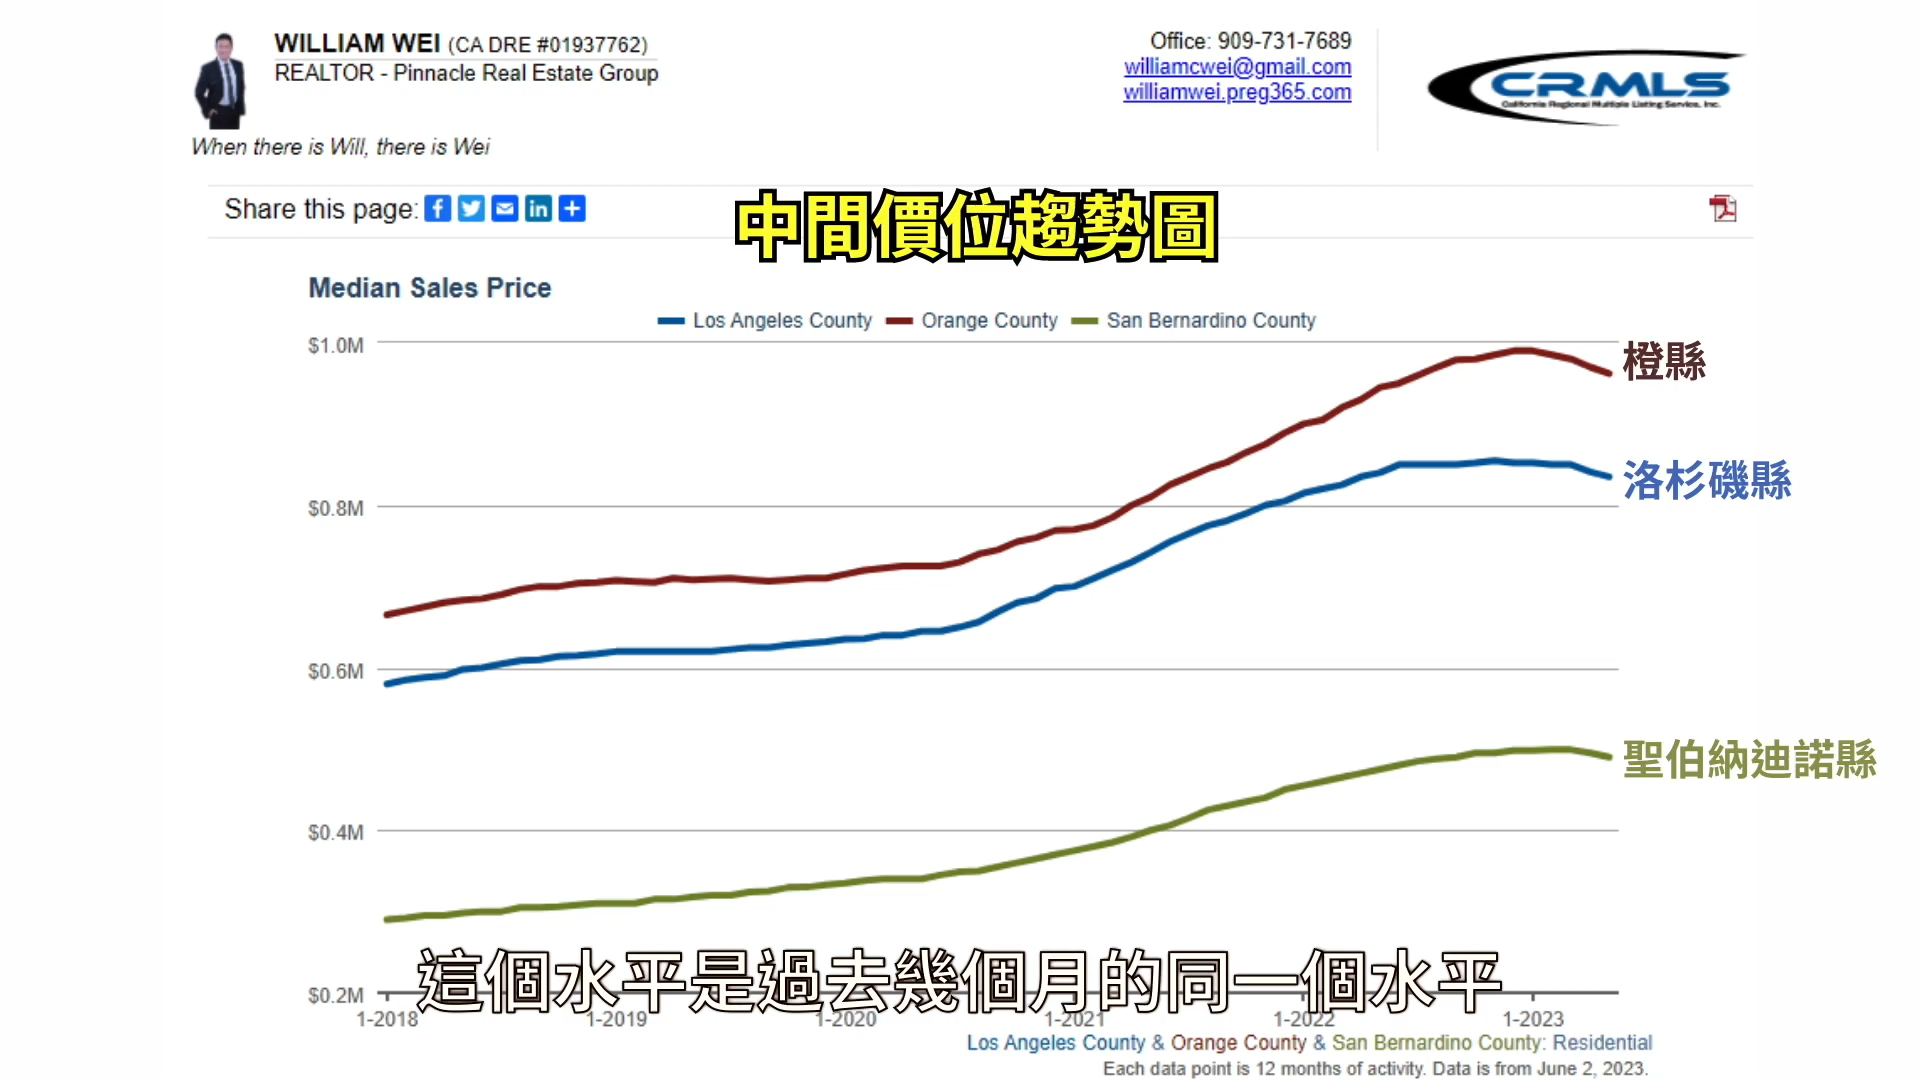 WILLIAM WEI (CA DRE #01937762)
REALTOR - Pinnacle Real Estate Group
When there is Will, there is Wei
Office: 909-731-7689
williamcwei@gmail.com
williamwei.preg365.com
CRMLS
California Regional Multiple Listing Service, Inc.
Share this page:
中間價位趨勢圖
Median Sales Price
Los Angeles County Orange County San Bernardino County
$1.0M
$0.8M
$0.6M
$0.4M
$0.2M
橙縣
洛杉磯縣
聖伯納迪諾縣
這個水平是過去幾個月的同一個水平
1-2018 1-2019 1-2020 1-2021 1-2022 1-2023
Los Angeles County & Orange County & San Bernardino County: Residential
Each data point is 12 months of activity. Data is from June 2, 2023.